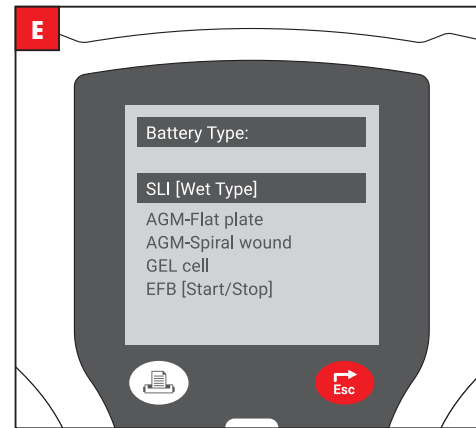 E
Battery Type:
SLI [Wet Type]
AGM-Flat plate
AGM-Spiral wound
GEL cell
EFB [Start/Stop]
Esc